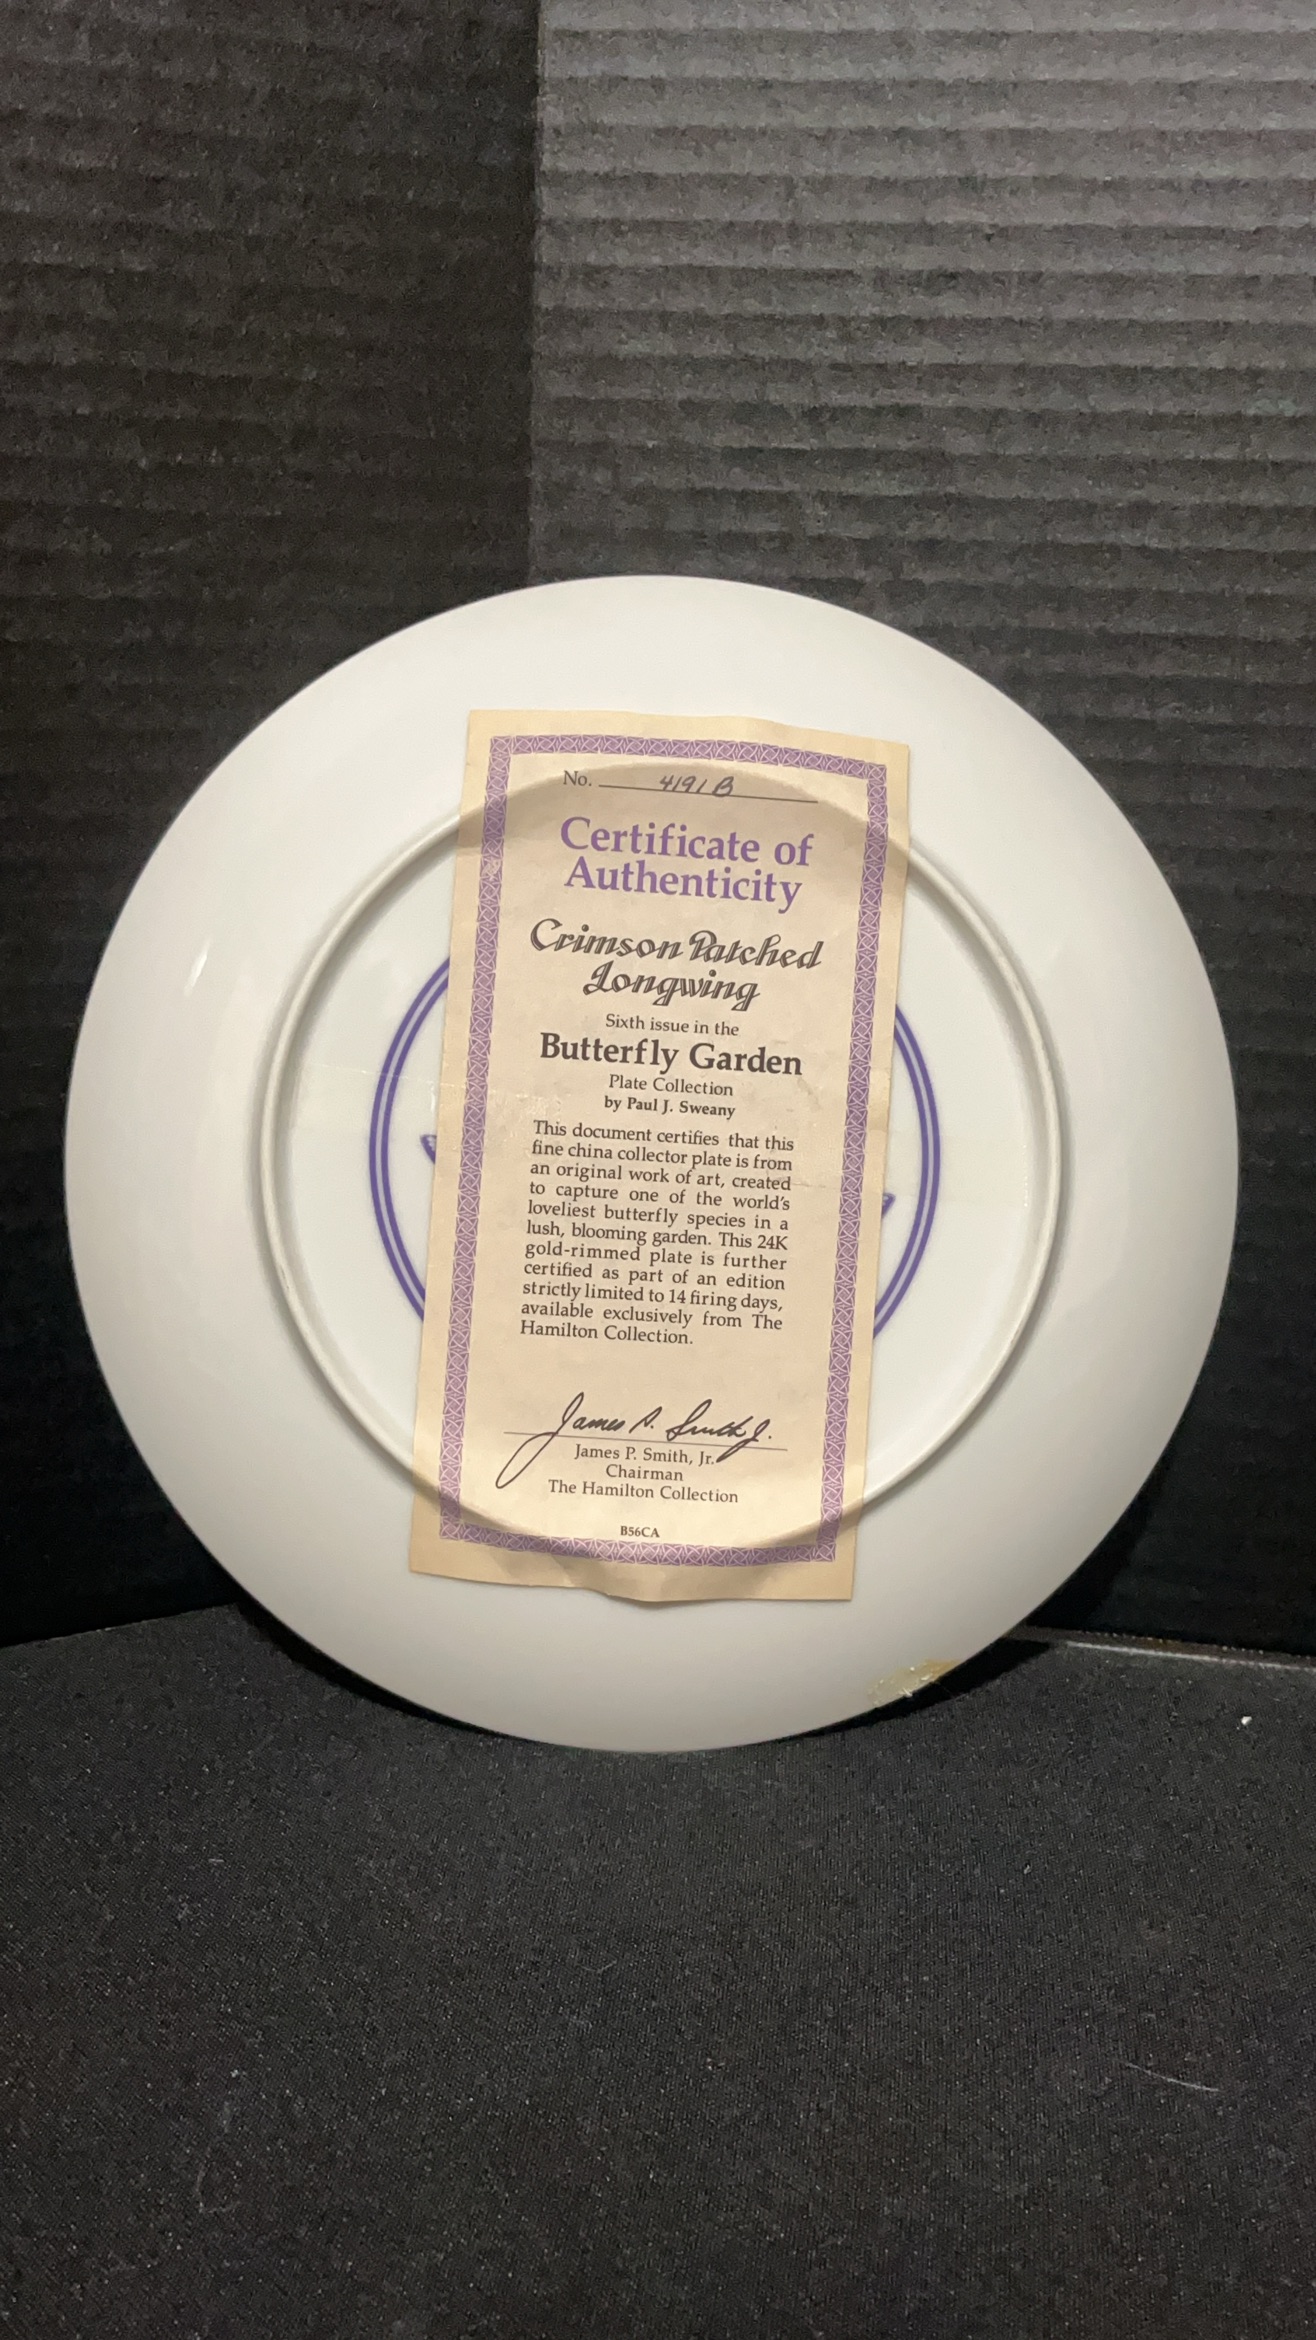 No. 4191 B
Certificate of
Authenticity
Crimson Patched
Longwing
Sixth issue in the
Butterfly Garden
Plate Collection
by Paul J. Sweany
This document certifies that this
fine china collector plate is from
an original work of art, created
to capture one of the world's
loveliest butterfly species in a
lush, blooming garden. This 24K
gold-rimmed plate is further
certified as part of an edition
strictly limited to 14 firing days,
available exclusively from The
Hamilton Collection.
James P. Smith Jr.
James P. Smith, Jr.
Chairman
The Hamilton Collection
B56CA